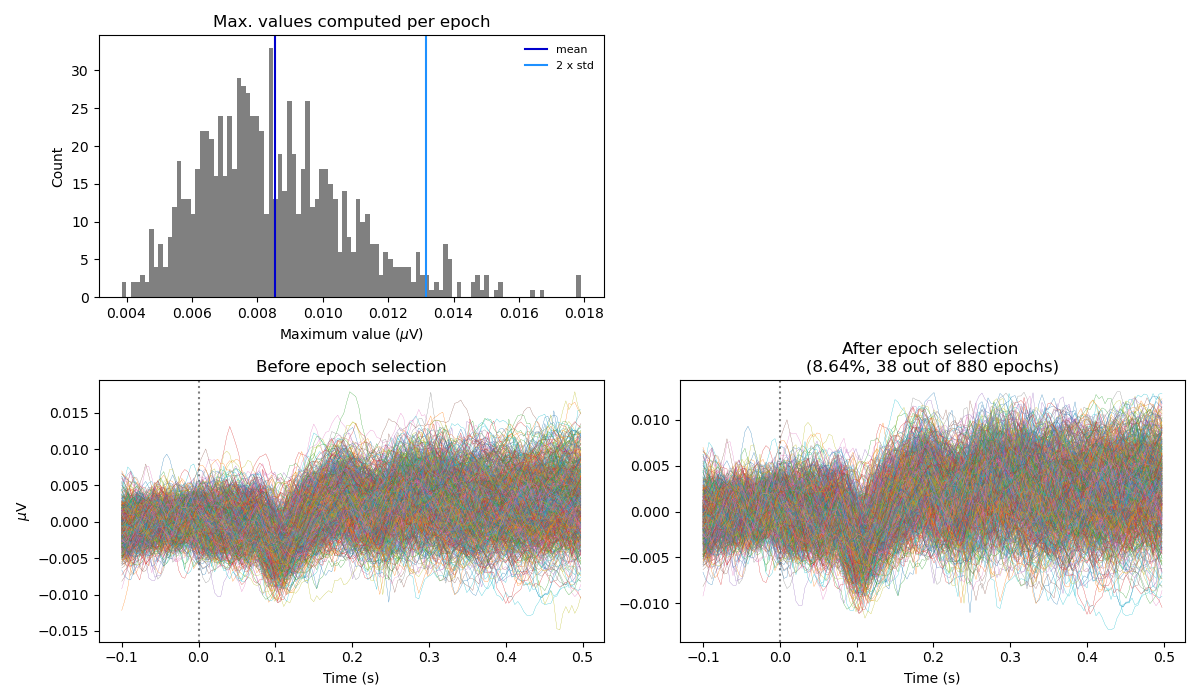 Max. values computed per epoch
mean
2 x std
30
25
20
15
10
5
0
Count
0.004 0.006 0.008 0.010 0.012 0.014 0.016 0.018
Maximum value (μV)
Before epoch selection
0.015
0.010
0.005
0.000
−0.005
−0.010
−0.015
μV
−0.1 0.0 0.1 0.2 0.3 0.4 0.5
Time (s)
After epoch selection
(8.64%, 38 out of 880 epochs)
0.010
0.005
0.000
−0.005
−0.010
−0.1 0.0 0.1 0.2 0.3 0.4 0.5
Time (s)